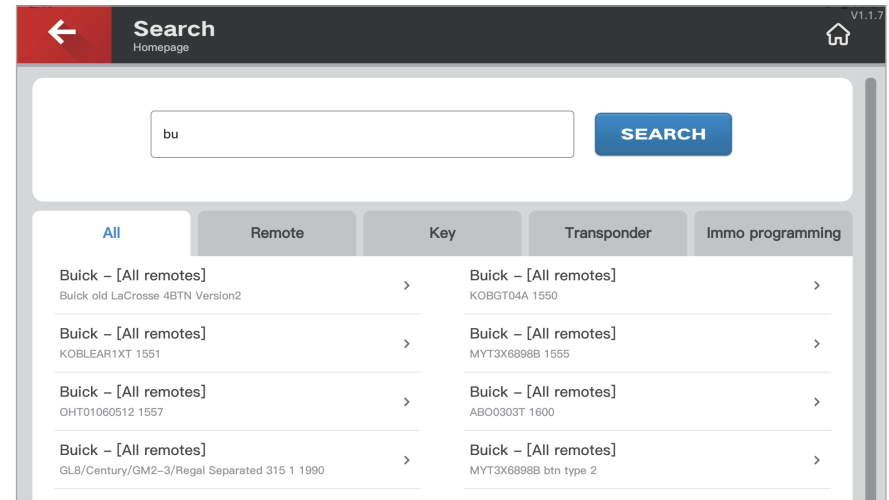 V1.1.7
Search
Homepage
bu
SEARCH
All
Remote
Key
Transponder
Immo programming
Buick – [All remotes]
Buick old LaCrosse 4BTN Version2
Buick – [All remotes]
KOBGT04A 1550
Buick – [All remotes]
KOBLEAR1XT 1551
Buick – [All remotes]
MYT3X6898B 1555
Buick – [All remotes]
OHT01060512 1557
Buick – [All remotes]
ABO0303T 1600
Buick – [All remotes]
GL8/Century/GM2–3/Regal Separated 315 1 1990
Buick – [All remotes]
MYT3X6898B btn type 2